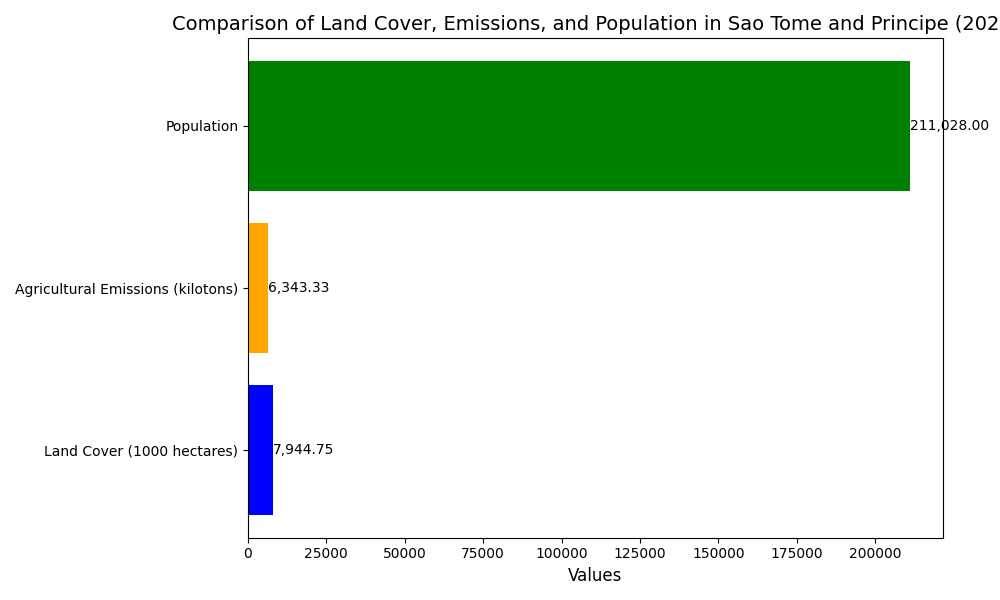 Comparison of Land Cover, Emissions, and Population in Sao Tome and Principe (202
Population
211,028.00
Agricultural Emissions (kilotons)
6,343.33
Land Cover (1000 hectares)
7,944.75
0 25000 50000 75000 100000 125000 150000 175000 200000
Values